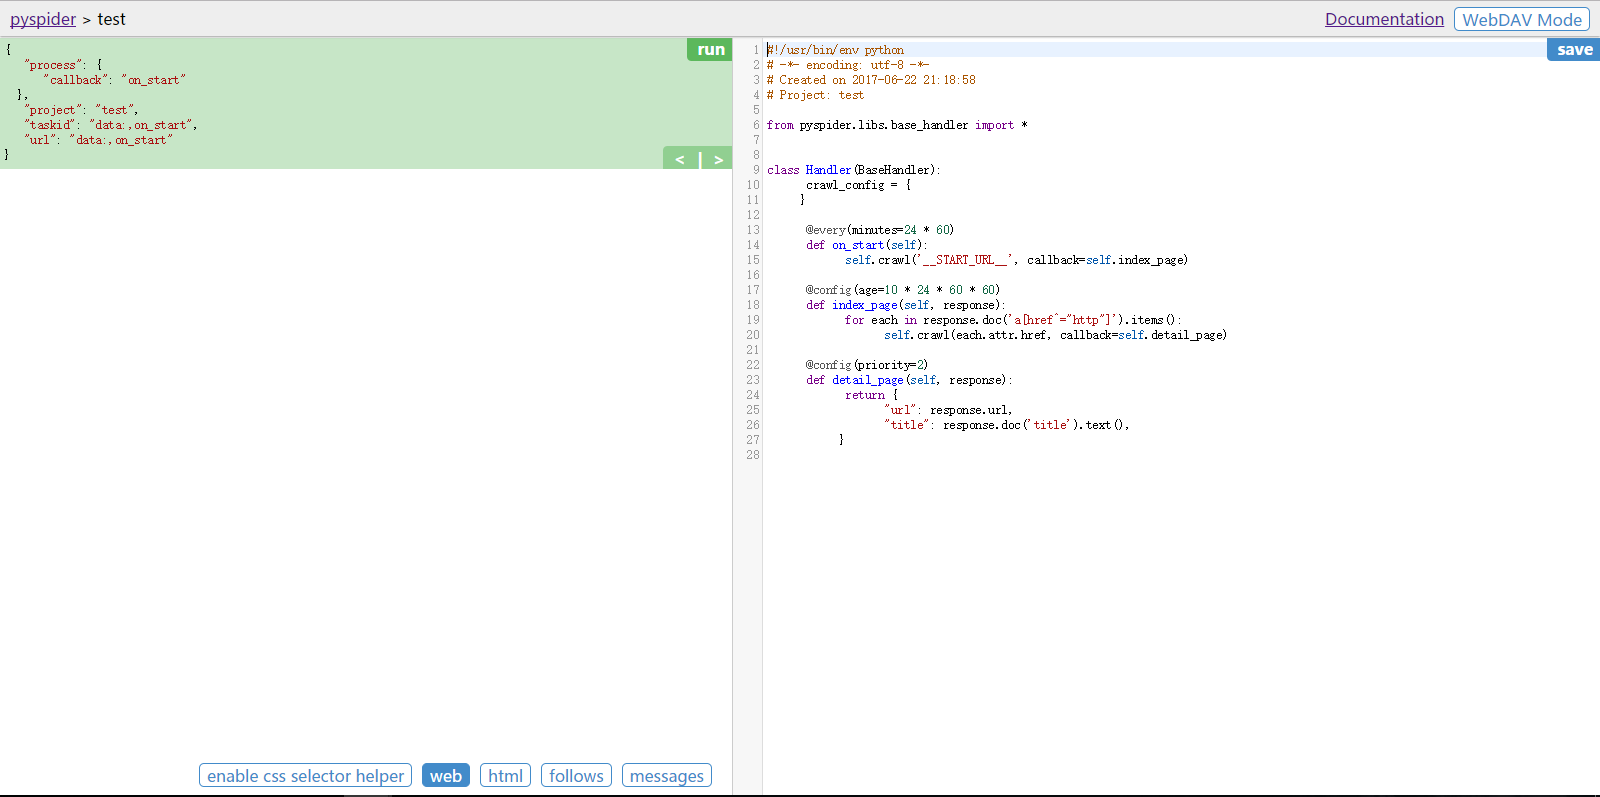 pyspider > test
Documentation WebDAV Mode
{
"process": {
"callback": "on_start"
},
"project": "test",
"taskid": "data:,on_start",
"url": "data:,on_start"
}
run
< | >
enable css selector helper web html follows messages
save
1 #!/usr/bin/env python
2 # -*- encoding: utf-8 -*-
3 # Created on 2017-06-22 21:18:58
4 # Project: test
5
6 from pyspider.libs.base_handler import *
7
8
9 class Handler(BaseHandler):
10 crawl_config = {
11 }
12
13 @every(minutes=24 * 60)
14 def on_start(self):
15 self.crawl('__START_URL__', callback=self.index_page)
16
17 @config(age=10 * 24 * 60 * 60)
18 def index_page(self, response):
19 for each in response.doc('a[href^="http"]').items():
20 self.crawl(each.attr.href, callback=self.detail_page)
21
22 @config(priority=2)
23 def detail_page(self, response):
24 return {
25 "url": response.url,
26 "title": response.doc('title').text(),
27 }
28